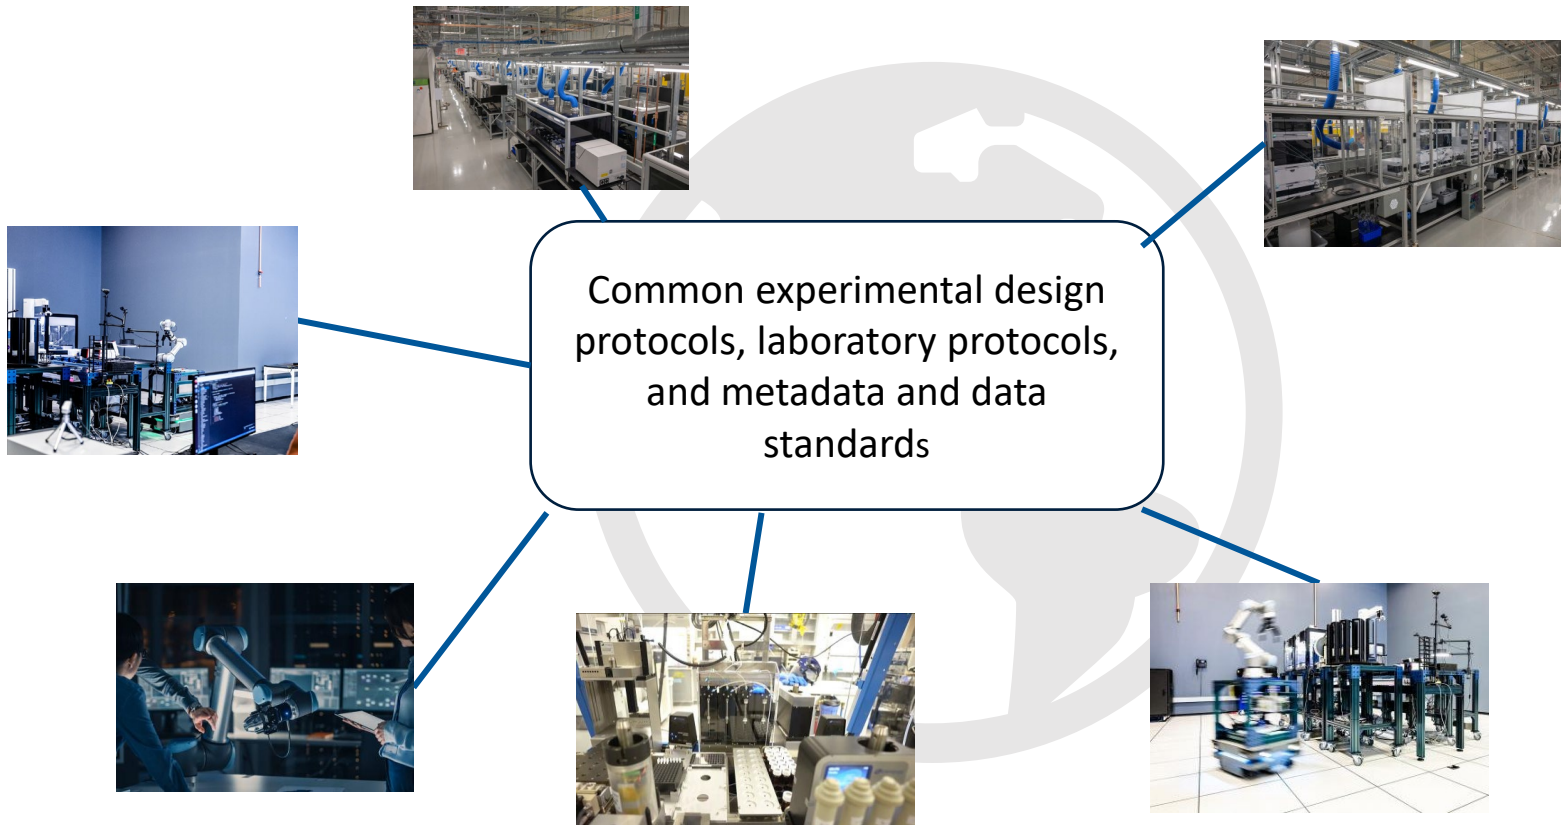 Common experimental design
protocols, laboratory protocols,
and metadata and data
standards